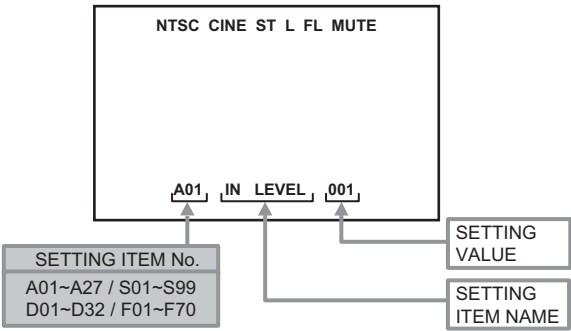 NTSC CINE ST L FL MUTE
A01 IN LEVEL 001
SETTING ITEM No.
A01~A27 / S01~S99
D01~D32 / F01~F70
SETTING
VALUE
SETTING
ITEM NAME